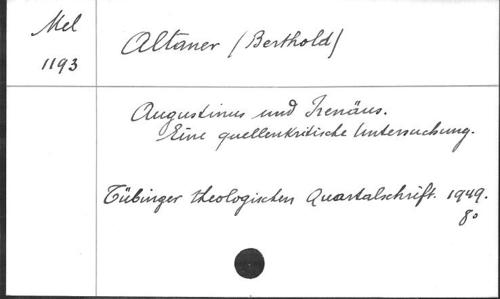 Mel
1193
Altaner (Berthold)
Augustinus und Irenäus.
Eine quellenkritische Untersuchung.
Tübinger theologischen Quartalschrift. 1949.
8°